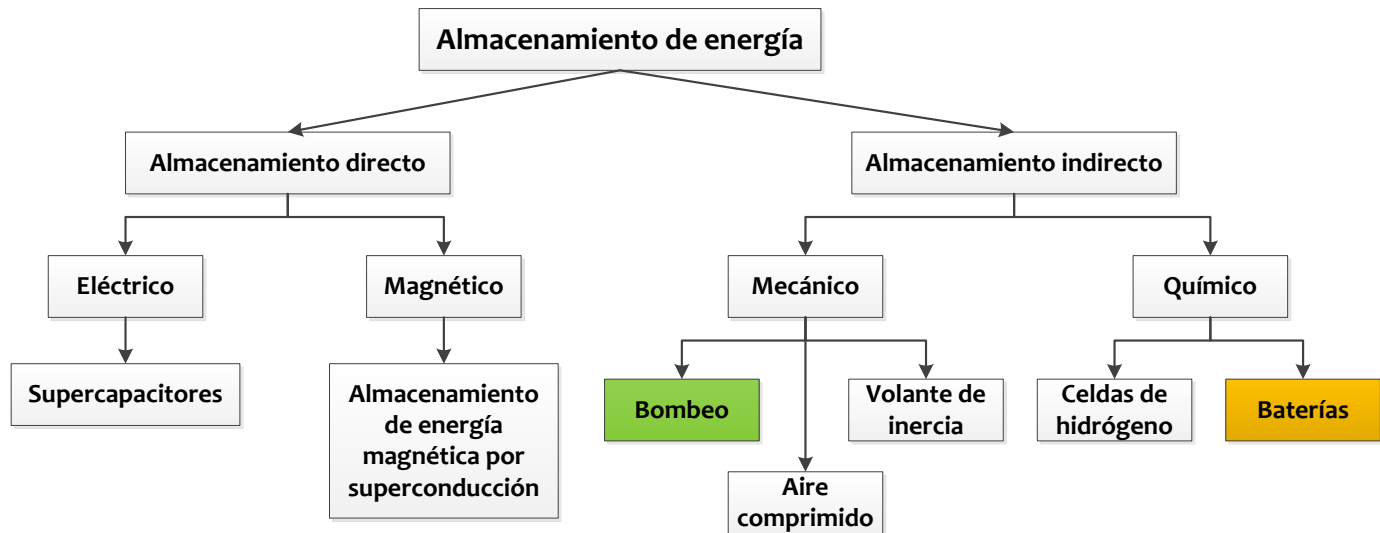 Almacenamiento de energía
Almacenamiento directo
Almacenamiento indirecto
Eléctrico
Magnético
Mecánico
Químico
Supercapacitores
Almacenamiento
de energía
magnética por
superconducción
Bombeo
Volante de
inercia
Celdas de
hidrógeno
Baterías
Aire
comprimido